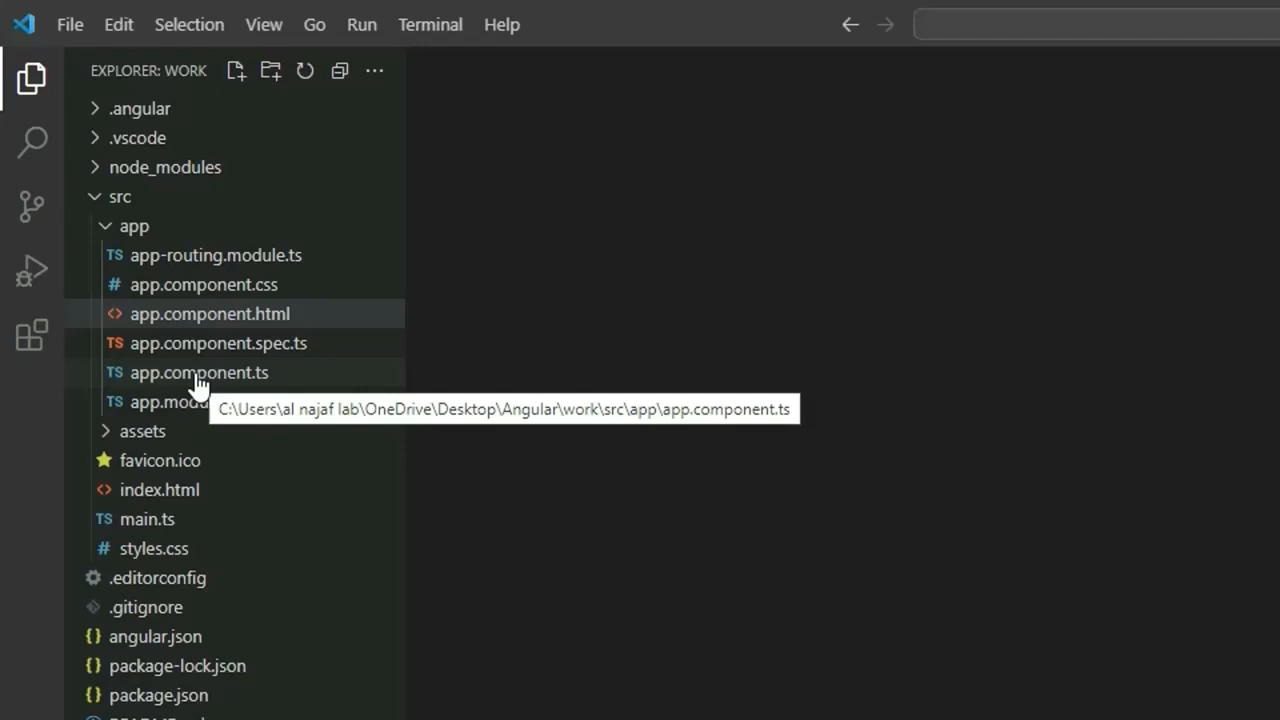 File Edit Selection View Go Run Terminal Help
EXPLORER: WORK
.angular
.vscode
node_modules
src
app
TS app-routing.module.ts
# app.component.css
<> app.component.html
TS app.component.spec.ts
TS app.component.ts
TS
C:\Users\al najaf lab\OneDrive\Desktop\Angular\work\src\app\app.component.ts
assets
favicon.ico
<> index.html
TS main.ts
# styles.css
.editorconfig
.gitignore
{} angular.json
{} package-lock.json
{} package.json